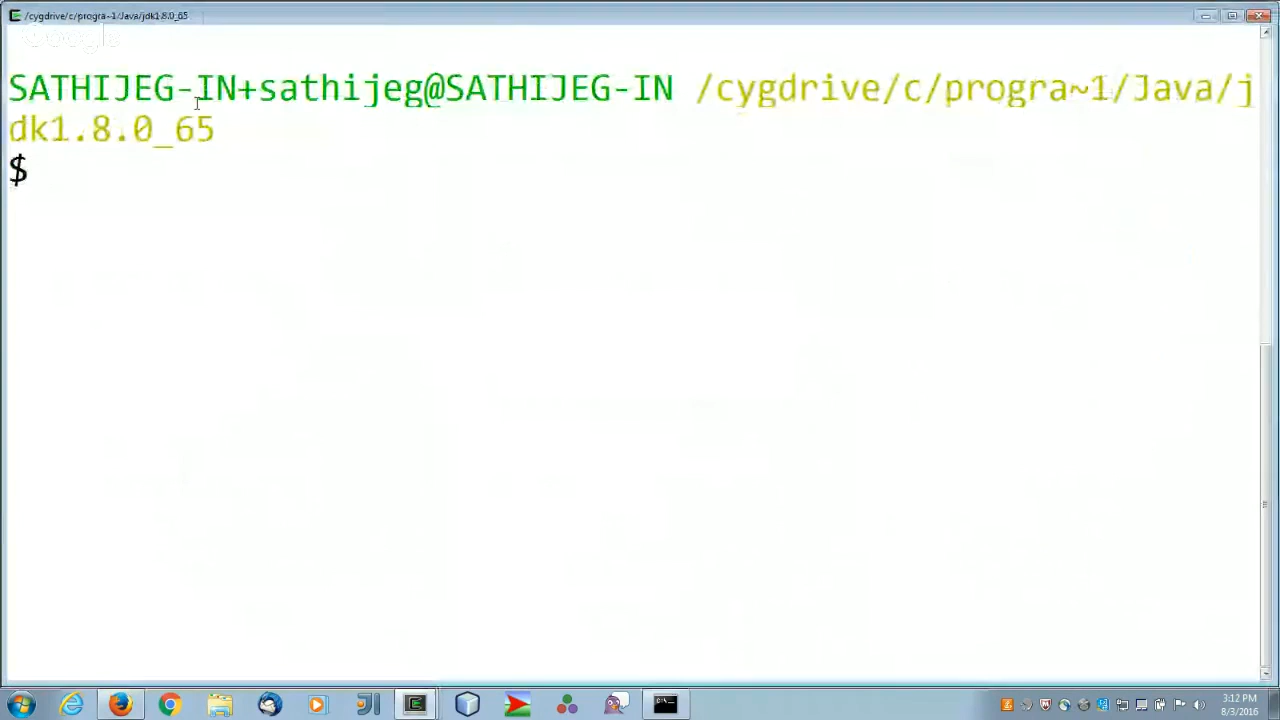 /cygdrive/c/progra~1/Java/jdk1.8.0_65
Google
SATHIJEG-IN+sathijeg@SATHIJEG-IN /cygdrive/c/progra~1/Java/j
dk1.8.0_65
$
3:12 PM
8/3/2016